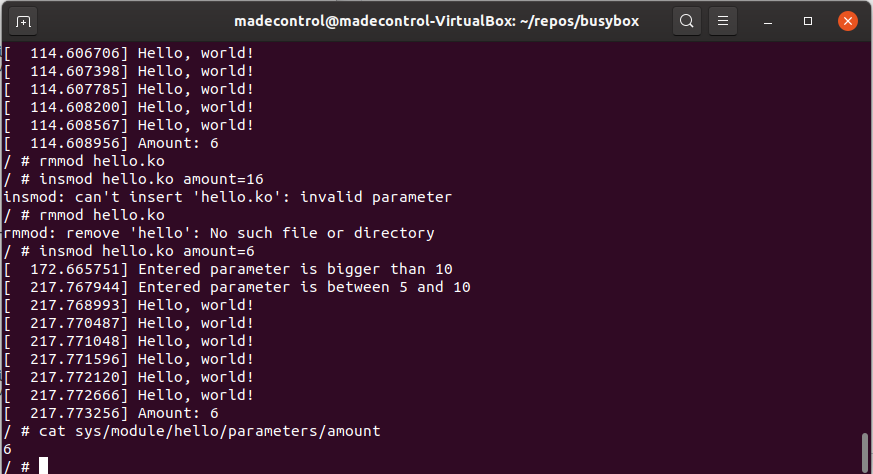 madecontrol@madecontrol-VirtualBox: ~/repos/busybox
[  114.606706] Hello, world!
[  114.607398] Hello, world!
[  114.607785] Hello, world!
[  114.608200] Hello, world!
[  114.608567] Hello, world!
[  114.608956] Amount: 6
/ # rmmod hello.ko
/ # insmod hello.ko amount=16
insmod: can't insert 'hello.ko': invalid parameter
/ # rmmod hello.ko
rmmod: remove 'hello': No such file or directory
/ # insmod hello.ko amount=6
[  172.665751] Entered parameter is bigger than 10
[  217.767944] Entered parameter is between 5 and 10
[  217.768993] Hello, world!
[  217.770487] Hello, world!
[  217.771048] Hello, world!
[  217.771596] Hello, world!
[  217.772120] Hello, world!
[  217.772666] Hello, world!
[  217.773256] Amount: 6
/ # cat sys/module/hello/parameters/amount
6
/ #